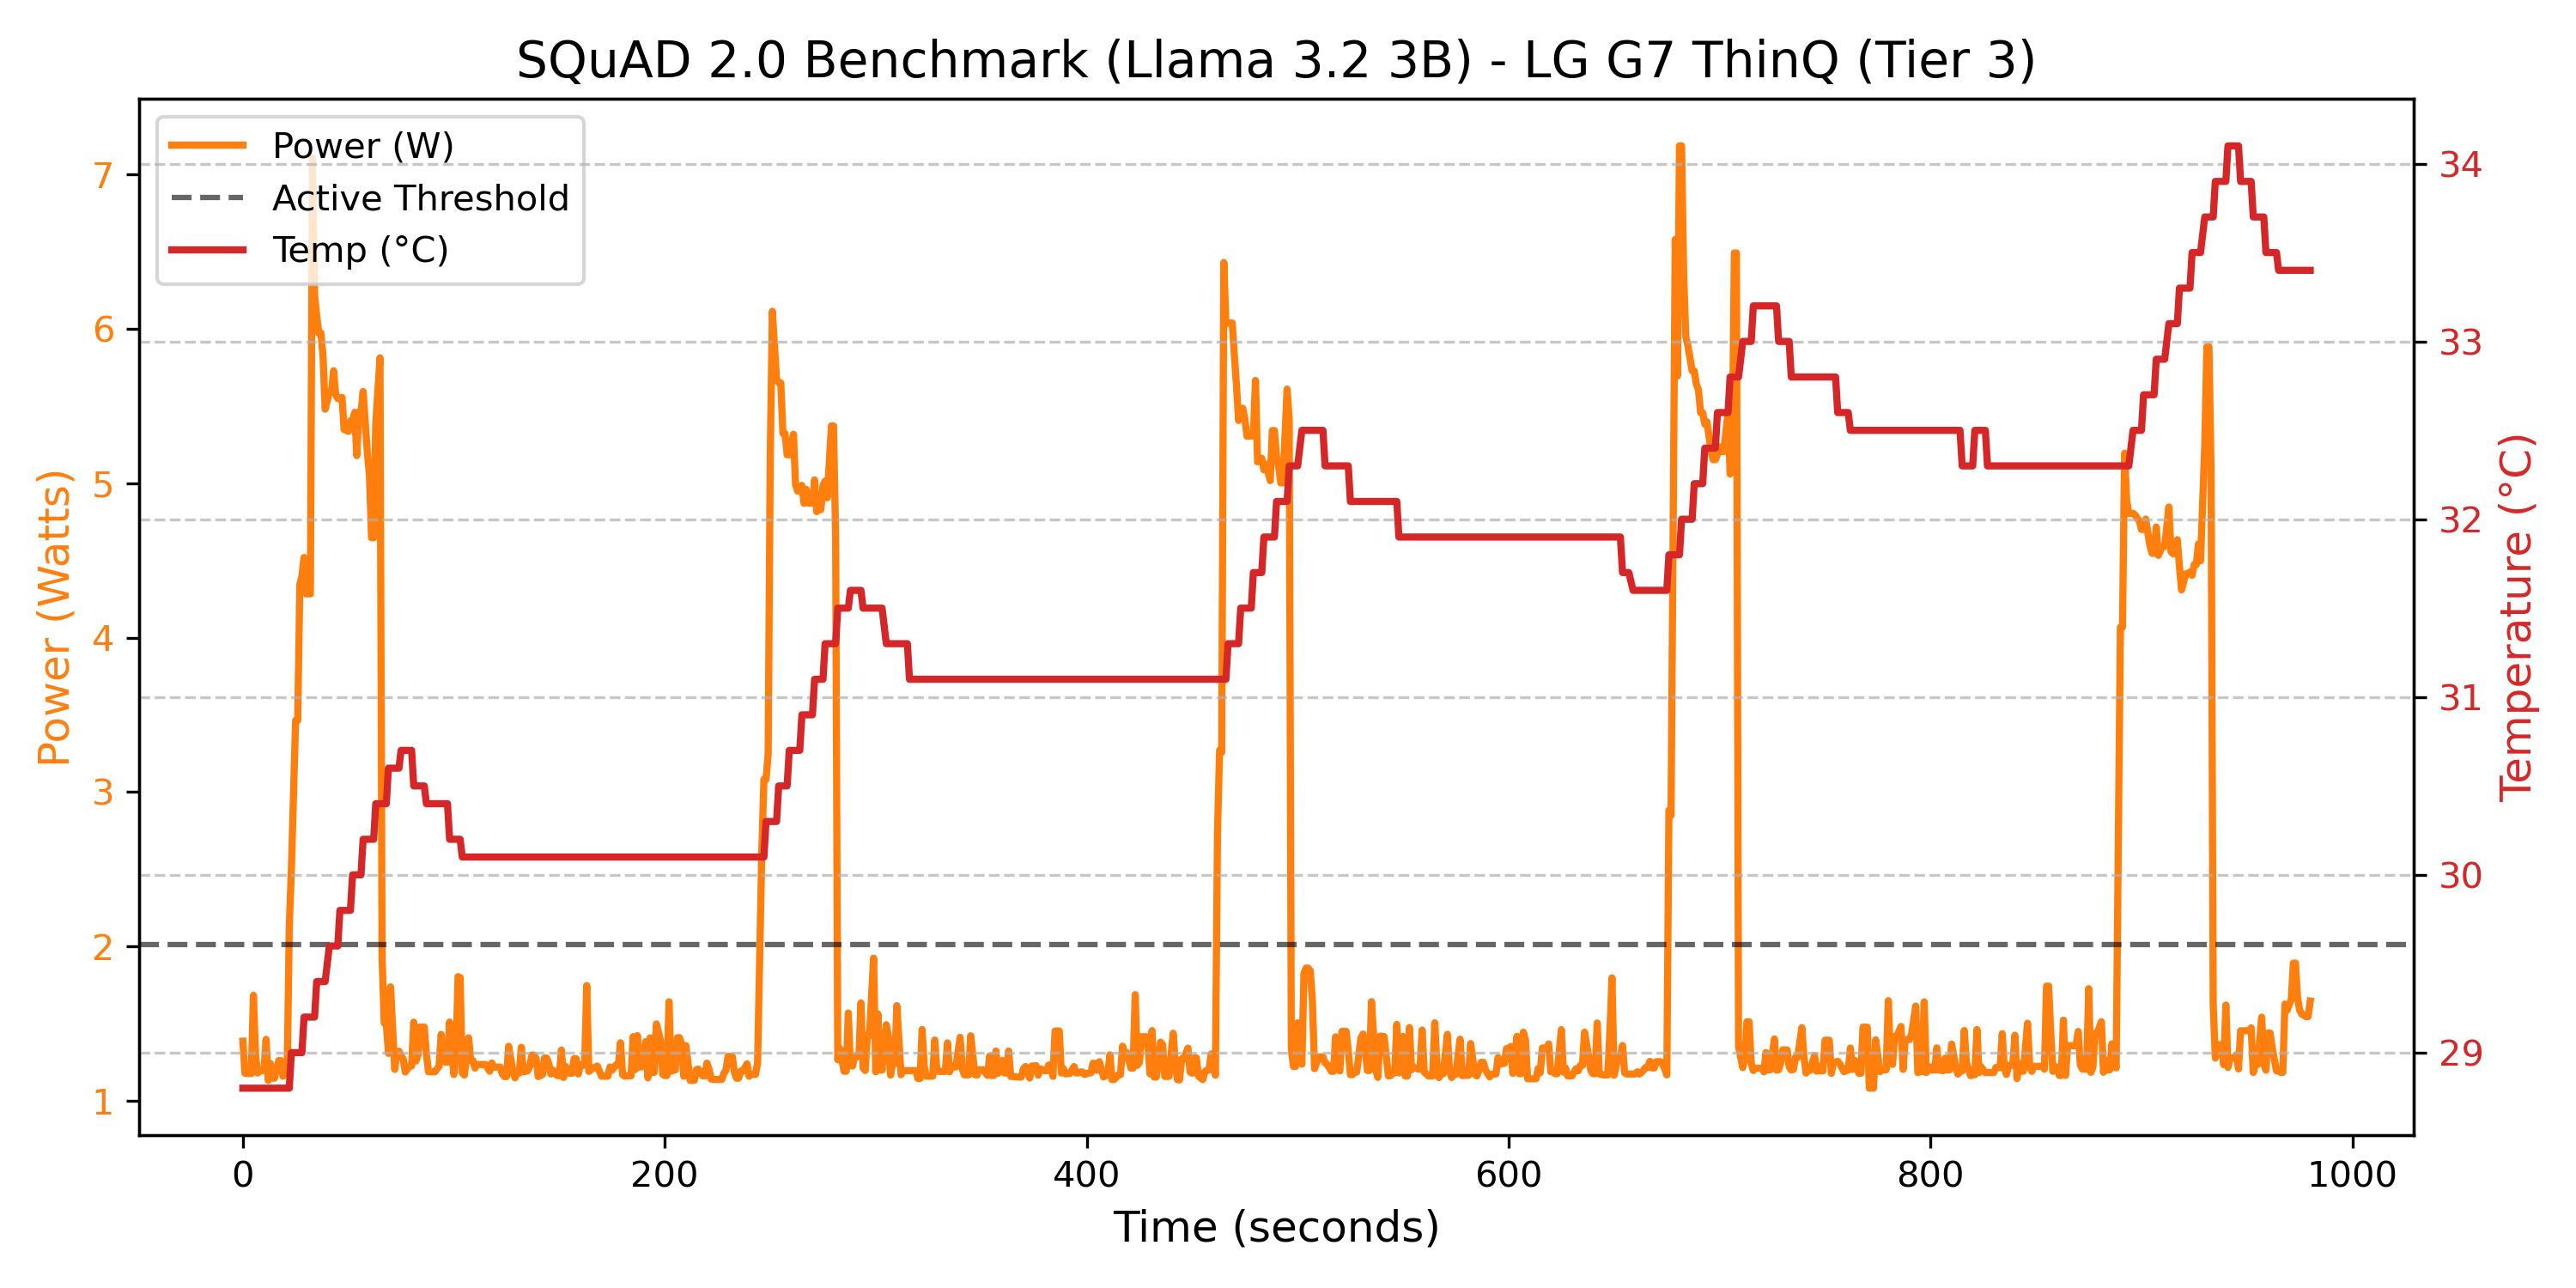 SQuAD 2.0 Benchmark (Llama 3.2 3B) - LG G7 ThinQ (Tier 3)
Power (W)
Active Threshold
Temp (°C)
7
6
5
4
3
2
1
Power (Watts)
34
33
32
31
30
29
Temperature (°C)
0 200 400 600 800 1000
Time (seconds)